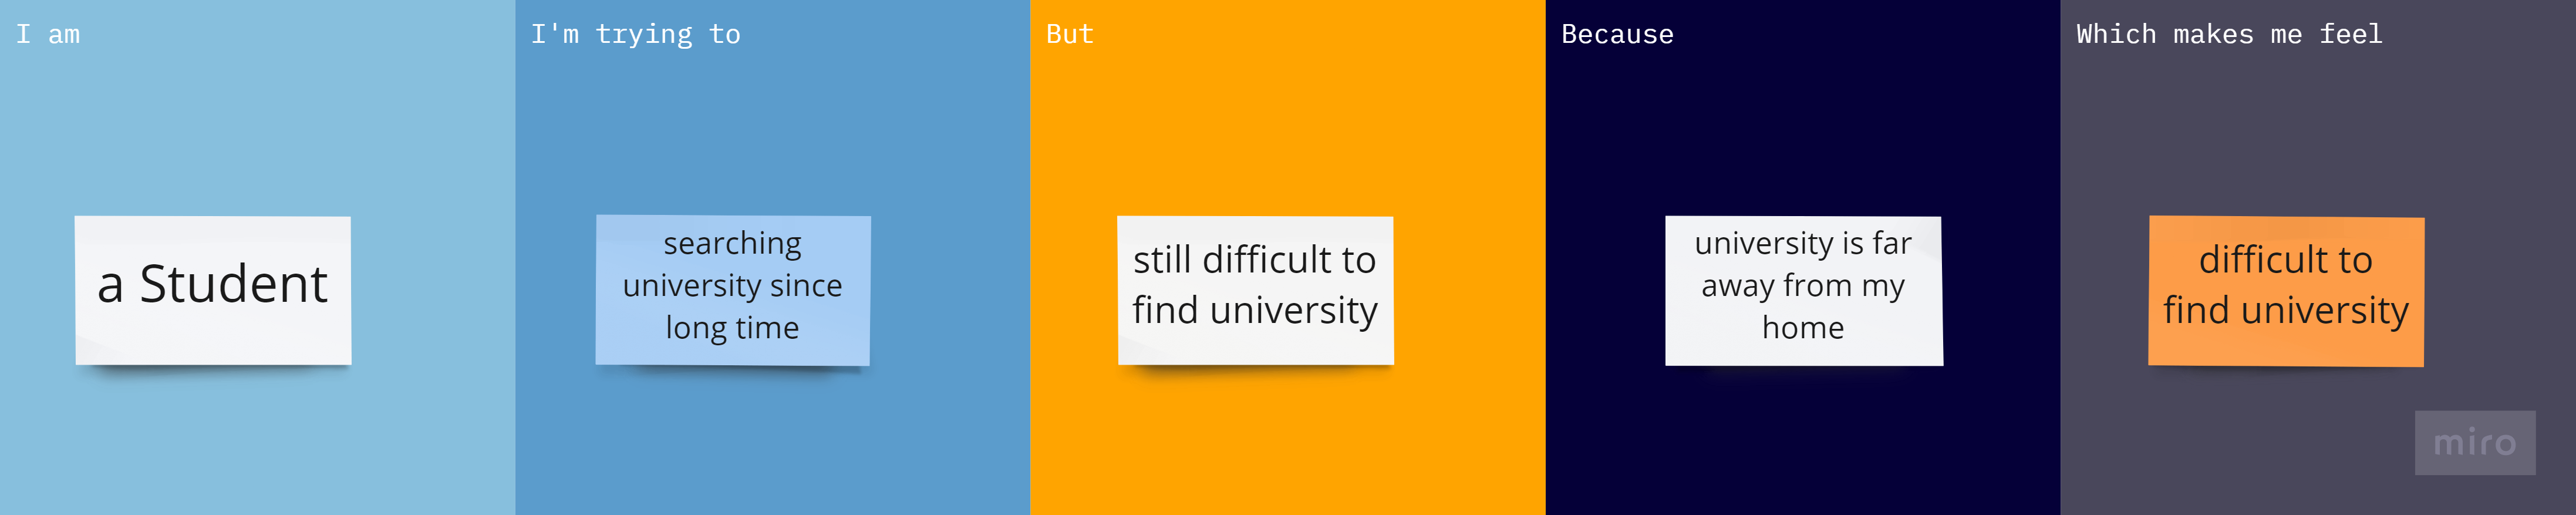 I am
a Student
I'm trying to
searching
university since
long time
But
still difficult to
find university
Because
university is far
away from my
home
Which makes me feel
difficult to
find university
miro